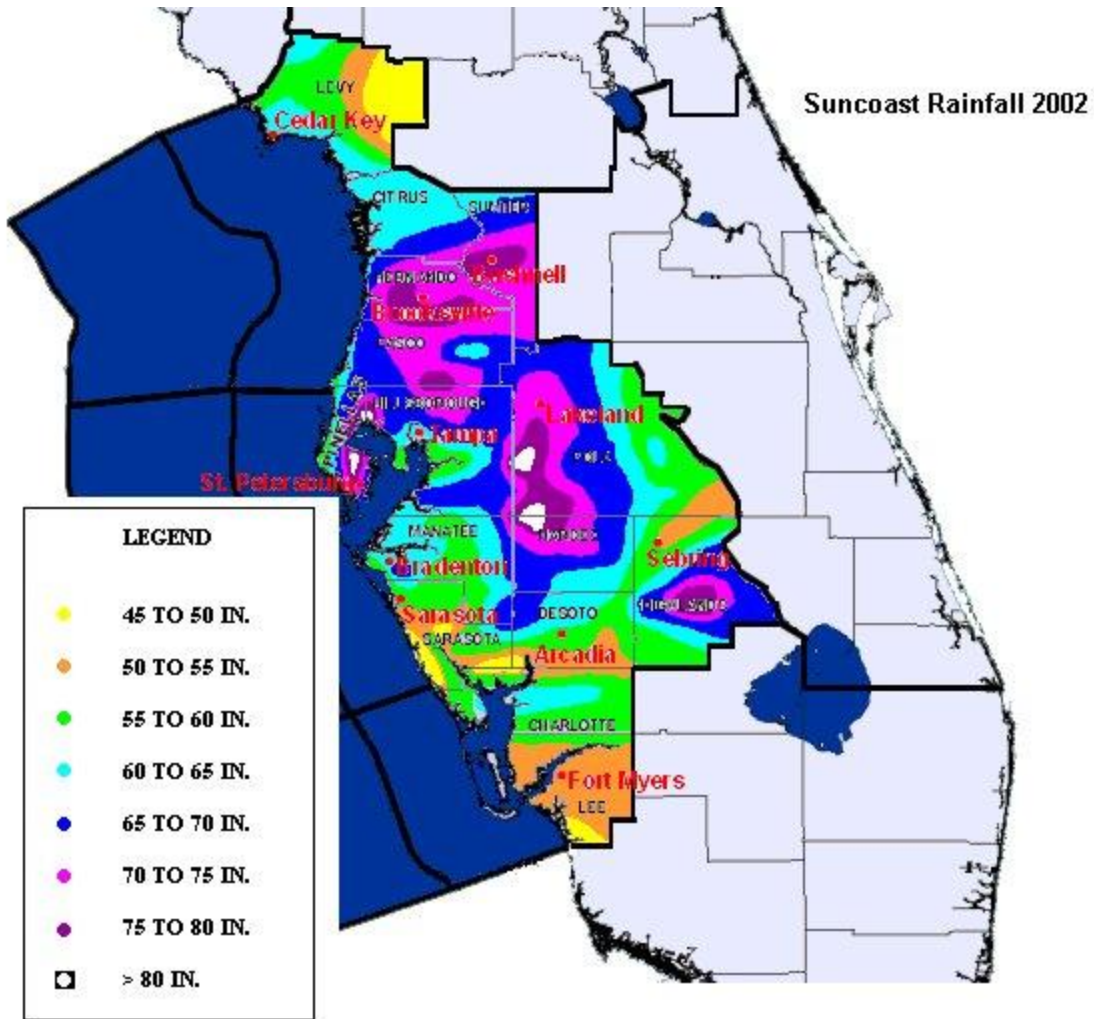 Suncoast Rainfall 2002
LEVY
Cedar Key
CITRUS
SUMTER
Bushnell
HERNANDO
Brooksville
PASCO
PINELLAS
HILLSBOROUGH
Lakeland
Tampa
POLK
St. Petersburg
MANATEE
HARDEE
Bradenton
Sebring
Sarasota
DESOTO
HIGHLANDS
SARASOTA
Arcadia
CHARLOTTE
Fort Myers
LEE
LEGEND
45 TO 50 IN.
50 TO 55 IN.
55 TO 60 IN.
60 TO 65 IN.
65 TO 70 IN.
70 TO 75 IN.
75 TO 80 IN.
> 80 IN.